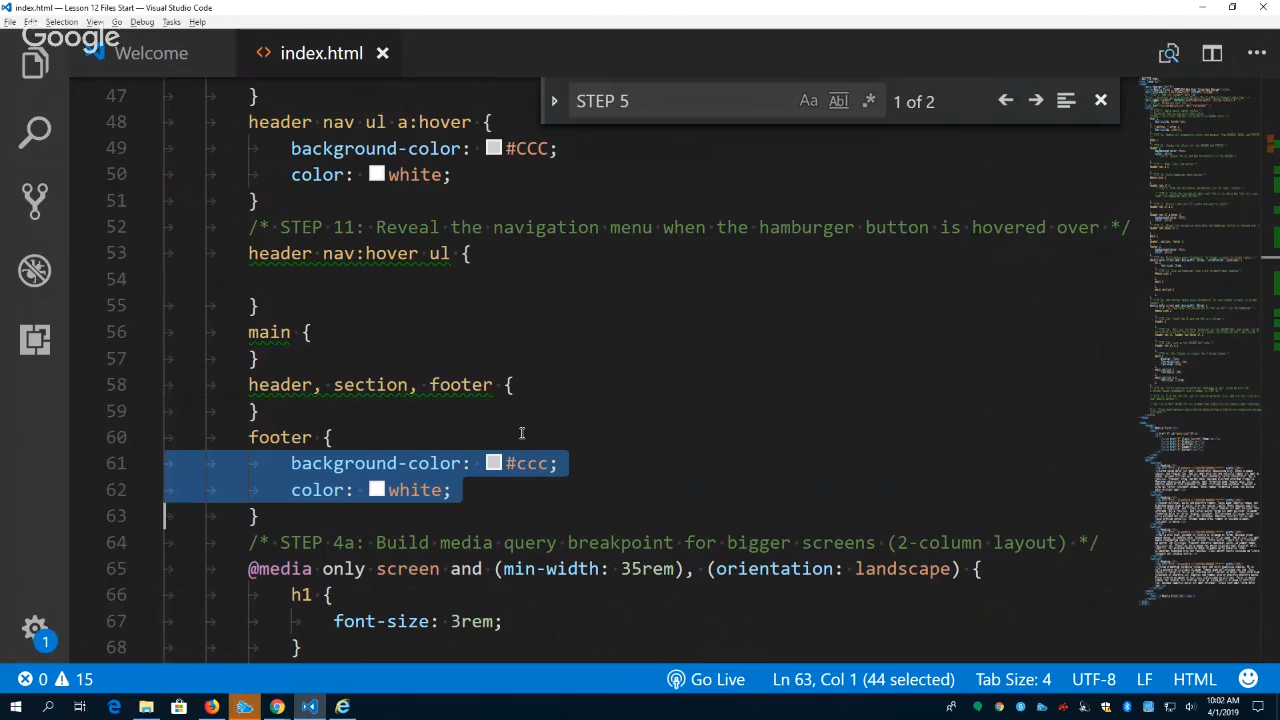 index.html — Lesson 12 Files Start — Visual Studio Code
File Edit Selection View Go Debug Tasks Help
Google
Welcome
index.html
STEP 5
Aa Abl .* 1 of 2
47 }
48 header nav ul a:hover {
49 background-color: #CCC;
50 color: white;
51 }
52 /* STEP 11: Reveal the navigation menu when the hamburger button is hovered over */
53 header nav:hover ul {
54
55 }
56 main {
57 }
58 header, section, footer {
59 }
60 footer {
61 background-color: #ccc;
62 color: white;
63 }
64 /* STEP 4a: Build main query breakpoint for bigger screens (2-column layout) */
65 @media only screen and (min-width: 35rem), (orientation: landscape) {
66 h1 {
67 font-size: 3rem;
68 }
1
0 15 Go Live Ln 63, Col 1 (44 selected) Tab Size: 4 UTF-8 LF HTML
10:02 AM
4/1/2019